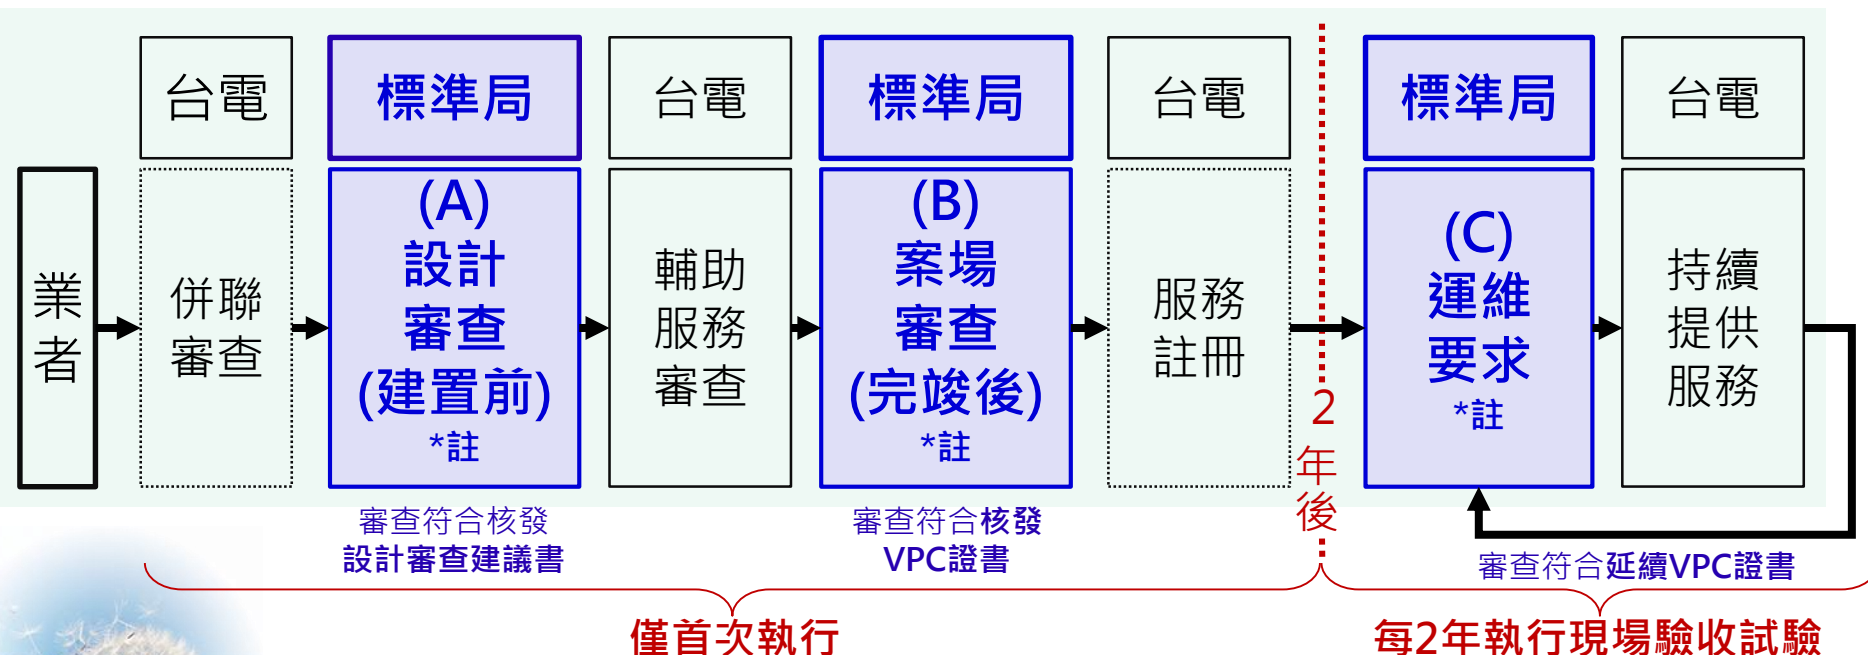 業
者
台電
併聯
審查
標準局
(A)
設計
審查
(建置前)
*註
審查符合核發
設計審查建議書
台電
輔助
服務
審查
標準局
(B)
案場
審查
(完竣後)
*註
審查符合核發
VPC證書
台電
服務
註冊
2
年
後
標準局
(C)
運維
要求
*註
台電
持續
提供
服務
審查符合延續VPC證書
僅首次執行
每2年執行現場驗收試驗